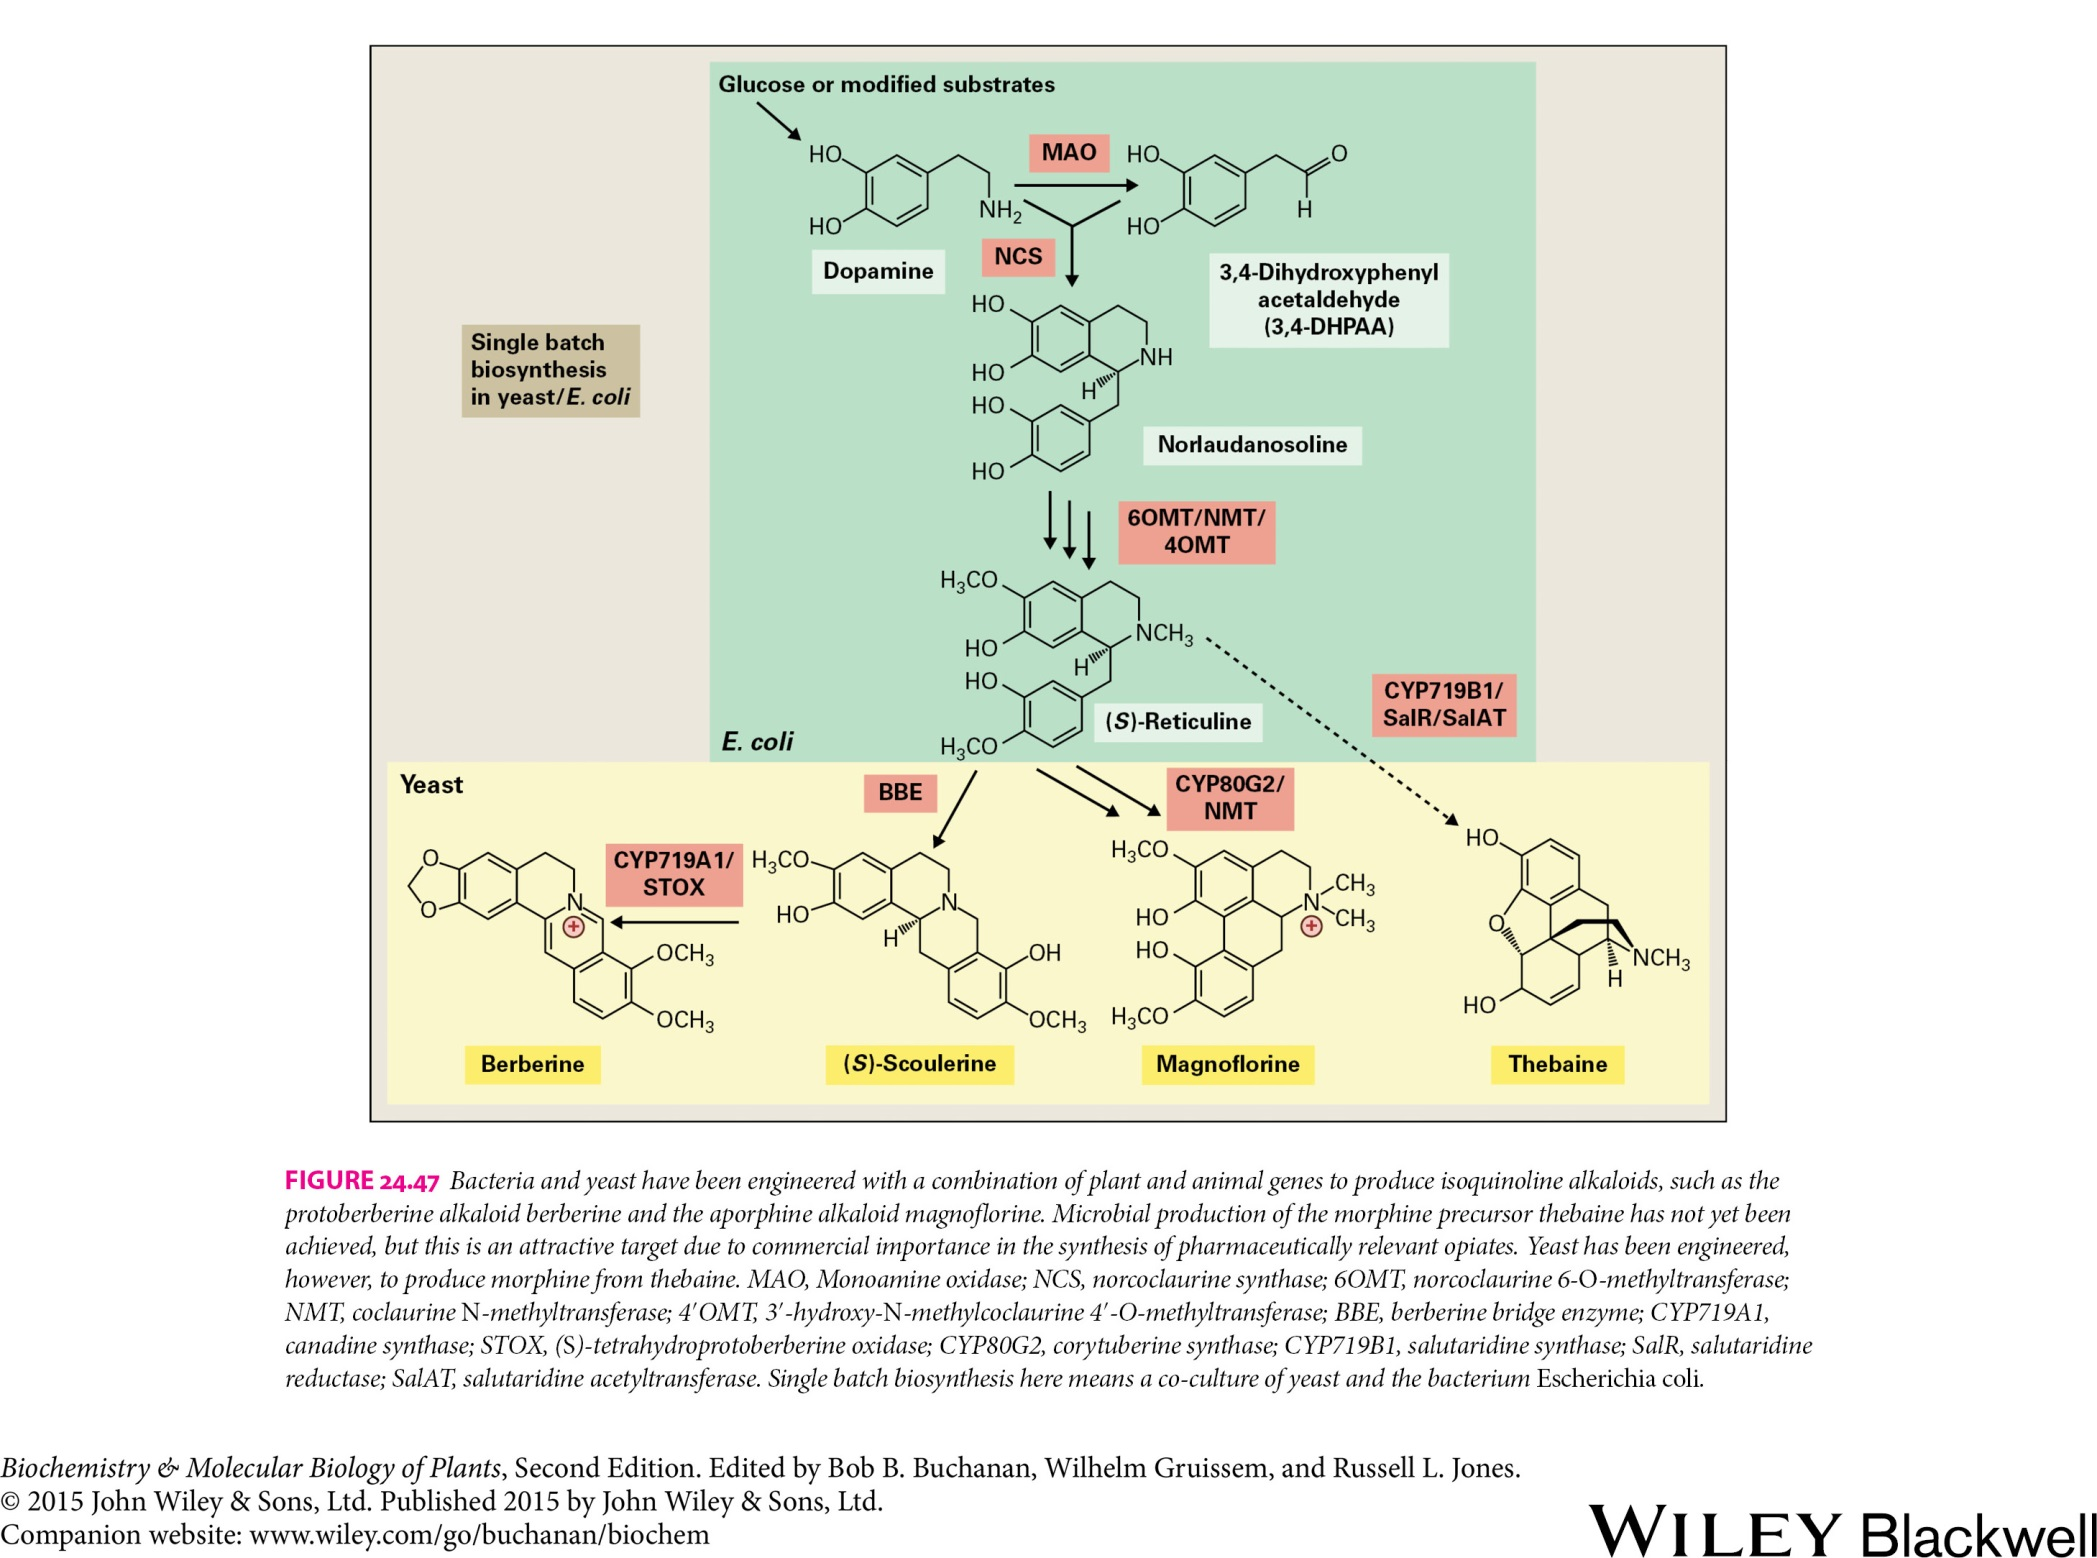 Glucose or modified substrates
HO
HO
NH2
MAO
HO
HO
O
H
NCS
Dopamine
3,4-Dihydroxyphenyl
acetaldehyde
(3,4-DHPAA)
HO
HO
NH
H
HO
HO
Norlaudanosoline
Single batch
biosynthesis
in yeast/E. coli
6OMT/NMT/
4OMT
H3CO
HO
NCH3
H
HO
H3CO
(S)-Reticuline
CYP719B1/
SalR/SalAT
E. coli
Yeast
BBE
CYP80G2/
NMT
O
O
N
+
OCH3
OCH3
CYP719A1/
STOX
H3CO
HO
N
H
OH
OCH3
H3CO
HO
HO
H3CO
N
CH3
CH3
+
HO
O
HO
NCH3
H
Berberine
(S)-Scoulerine
Magnoflorine
Thebaine
FIGURE 24.47 Bacteria and yeast have been engineered with a combination of plant and animal genes to produce isoquinoline alkaloids, such as the
protoberberine alkaloid berberine and the aporphine alkaloid magnoflorine. Microbial production of the morphine precursor thebaine has not yet been
achieved, but this is an attractive target due to commercial importance in the synthesis of pharmaceutically relevant opiates. Yeast has been engineered,
however, to produce morphine from thebaine. MAO, Monoamine oxidase; NCS, norcoclaurine synthase; 6OMT, norcoclaurine 6-O-methyltransferase;
NMT, coclaurine N-methyltransferase; 4′OMT, 3′-hydroxy-N-methylcoclaurine 4′-O-methyltransferase; BBE, berberine bridge enzyme; CYP719A1,
canadine synthase; STOX, (S)-tetrahydroprotoberberine oxidase; CYP80G2, corytuberine synthase; CYP719B1, salutaridine synthase; SalR, salutaridine
reductase; SalAT, salutaridine acetyltransferase. Single batch biosynthesis here means a co-culture of yeast and the bacterium Escherichia coli.
Biochemistry & Molecular Biology of Plants, Second Edition. Edited by Bob B. Buchanan, Wilhelm Gruissem, and Russell L. Jones.
© 2015 John Wiley & Sons, Ltd. Published 2015 by John Wiley & Sons, Ltd.
Companion website: www.wiley.com/go/buchanan/biochem
WILEY Blackwell